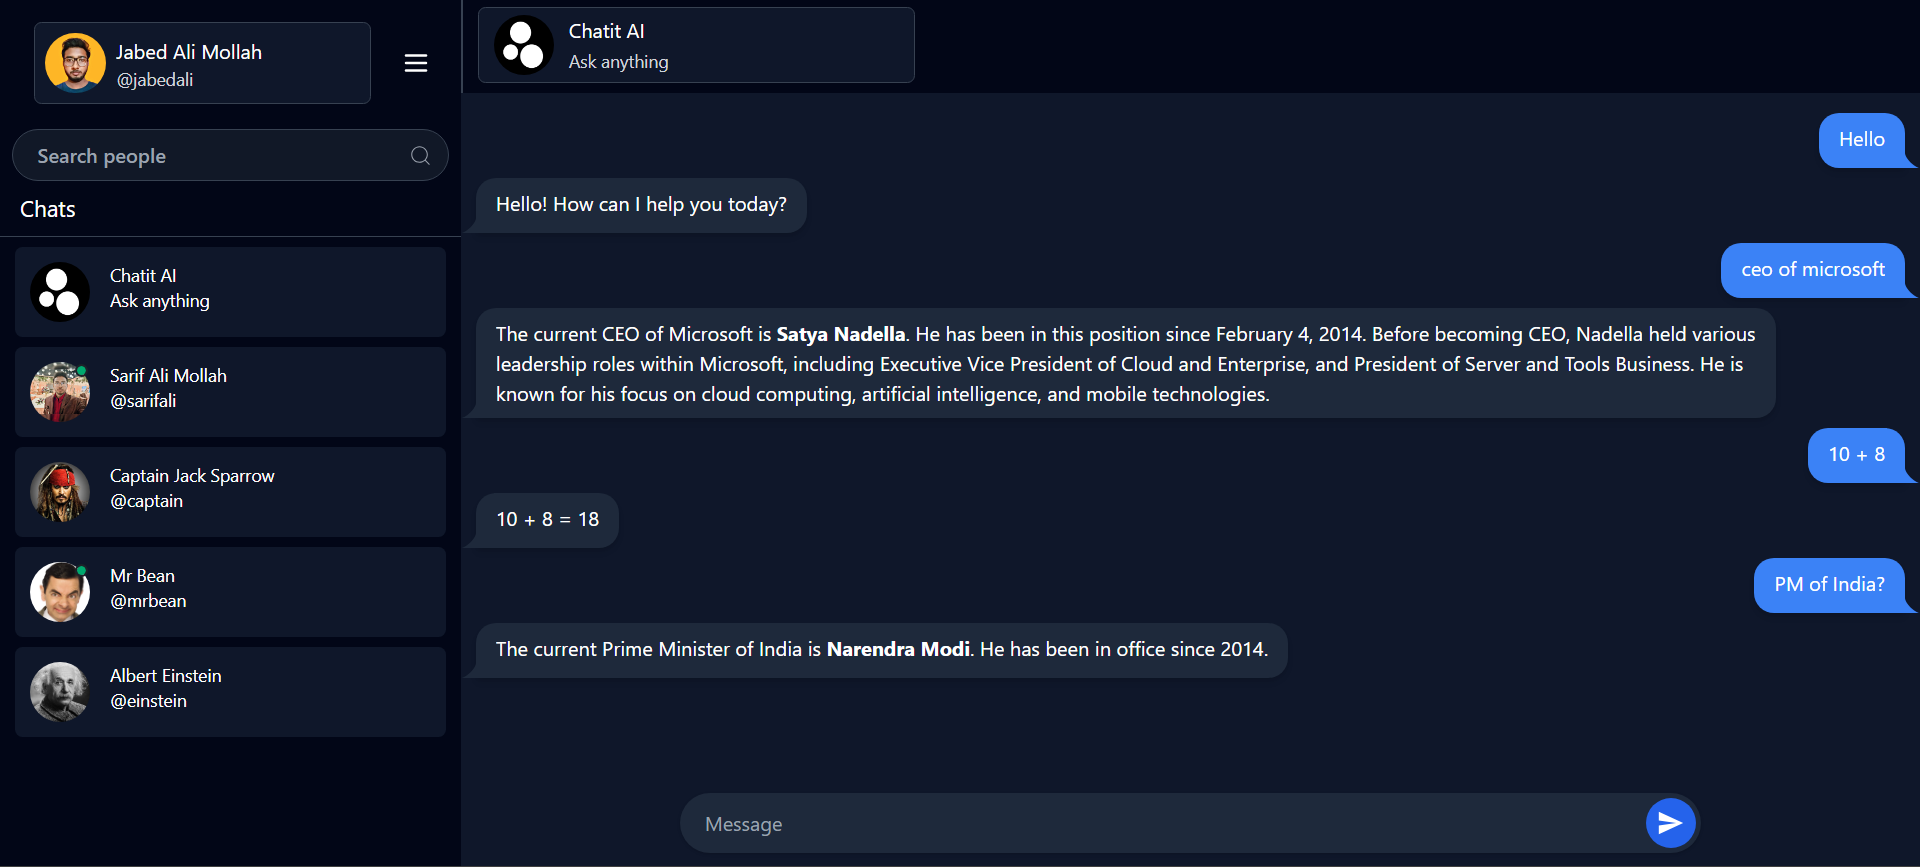 Jabed Ali Mollah
@jabedali
Search people
Chats
Chatit AI
Ask anything
Sarif Ali Mollah
@sarifali
Captain Jack Sparrow
@captain
Mr Bean
@mrbean
Albert Einstein
@einstein
Chatit AI
Ask anything
Hello
Hello! How can I help you today?
ceo of microsoft
The current CEO of Microsoft is Satya Nadella. He has been in this position since February 4, 2014. Before becoming CEO, Nadella held various
leadership roles within Microsoft, including Executive Vice President of Cloud and Enterprise, and President of Server and Tools Business. He is
known for his focus on cloud computing, artificial intelligence, and mobile technologies.
10 + 8
10 + 8 = 18
PM of India?
The current Prime Minister of India is Narendra Modi. He has been in office since 2014.
Message